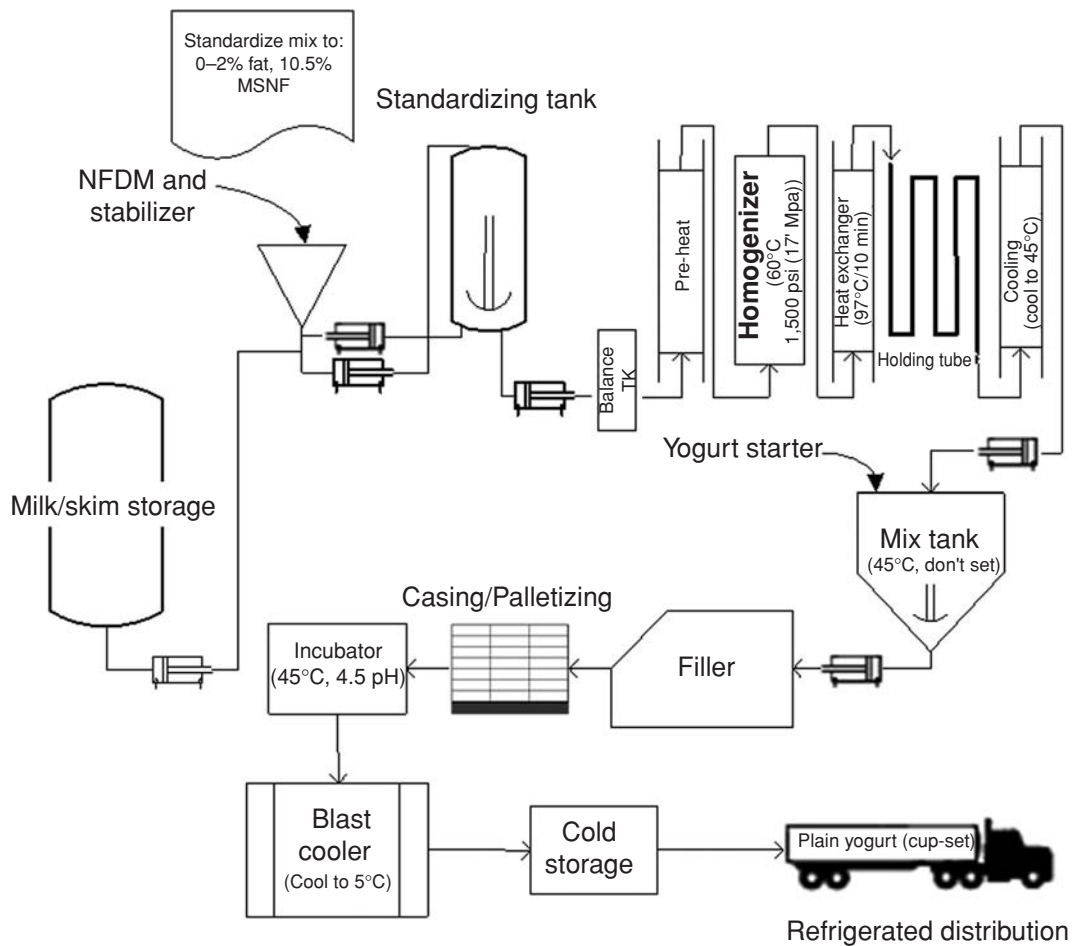 Standardize mix to:
0–2% fat, 10.5%
MSNF
Standardizing tank
NFDM and
stabilizer
Pre-heat
Homogenizer
(60°C
1,500 psi (17' Mpa))
Heat exchanger
(97°C/10 min)
Holding tube
Cooling
(cool to 45°C)
Balance
TK
Milk/skim storage
Yogurt starter
Mix tank
(45°C, don't set)
Casing/Palletizing
Incubator
(45°C, 4.5 pH)
Filler
Blast
cooler
(Cool to 5°C)
Cold
storage
Plain yogurt (cup-set)
Refrigerated distribution